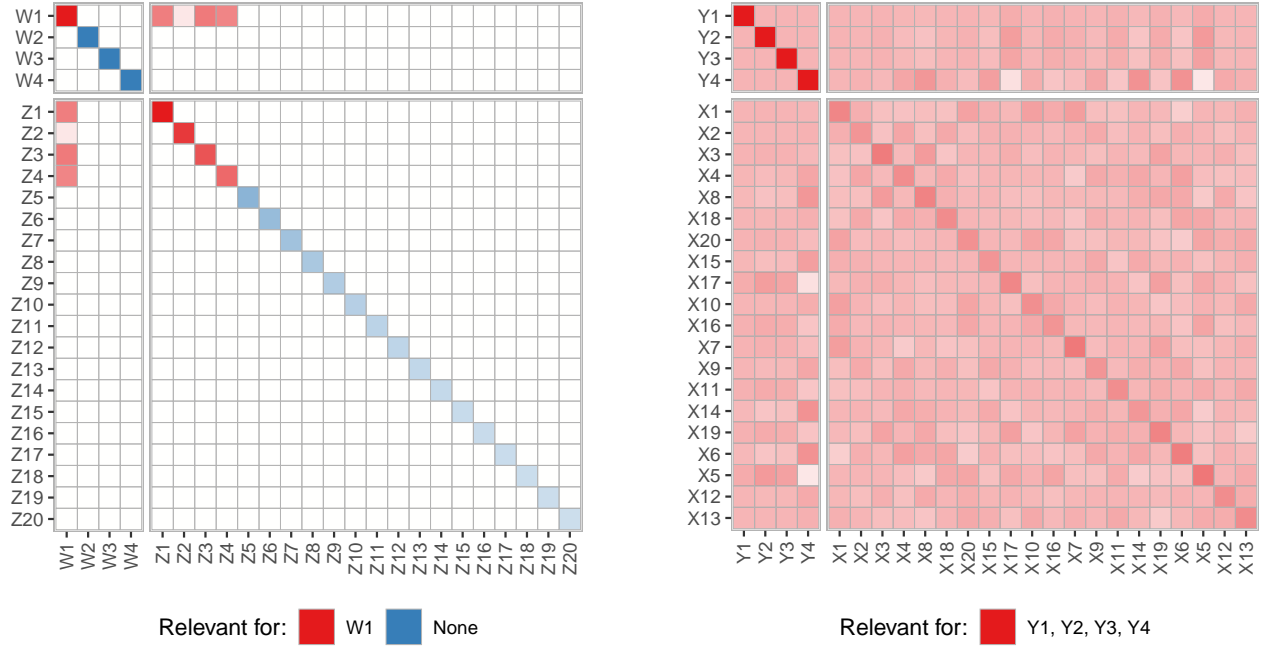 W1
W2
W3
W4
Z1
Z2
Z3
Z4
Z5
Z6
Z7
Z8
Z9
Z10
Z11
Z12
Z13
Z14
Z15
Z16
Z17
Z18
Z19
Z20
W1 W2 W3 W4 Z1 Z2 Z3 Z4 Z5 Z6 Z7 Z8 Z9 Z10 Z11 Z12 Z13 Z14 Z15 Z16 Z17 Z18 Z19 Z20
Relevant for: W1 None
Y1
Y2
Y3
Y4
X1
X2
X3
X4
X8
X18
X20
X15
X17
X10
X16
X7
X9
X11
X14
X19
X6
X5
X12
X13
Y1 Y2 Y3 Y4 X1 X2 X3 X4 X8 X18 X20 X15 X17 X10 X16 X7 X9 X11 X14 X19 X6 X5 X12 X13
Relevant for: Y1, Y2, Y3, Y4